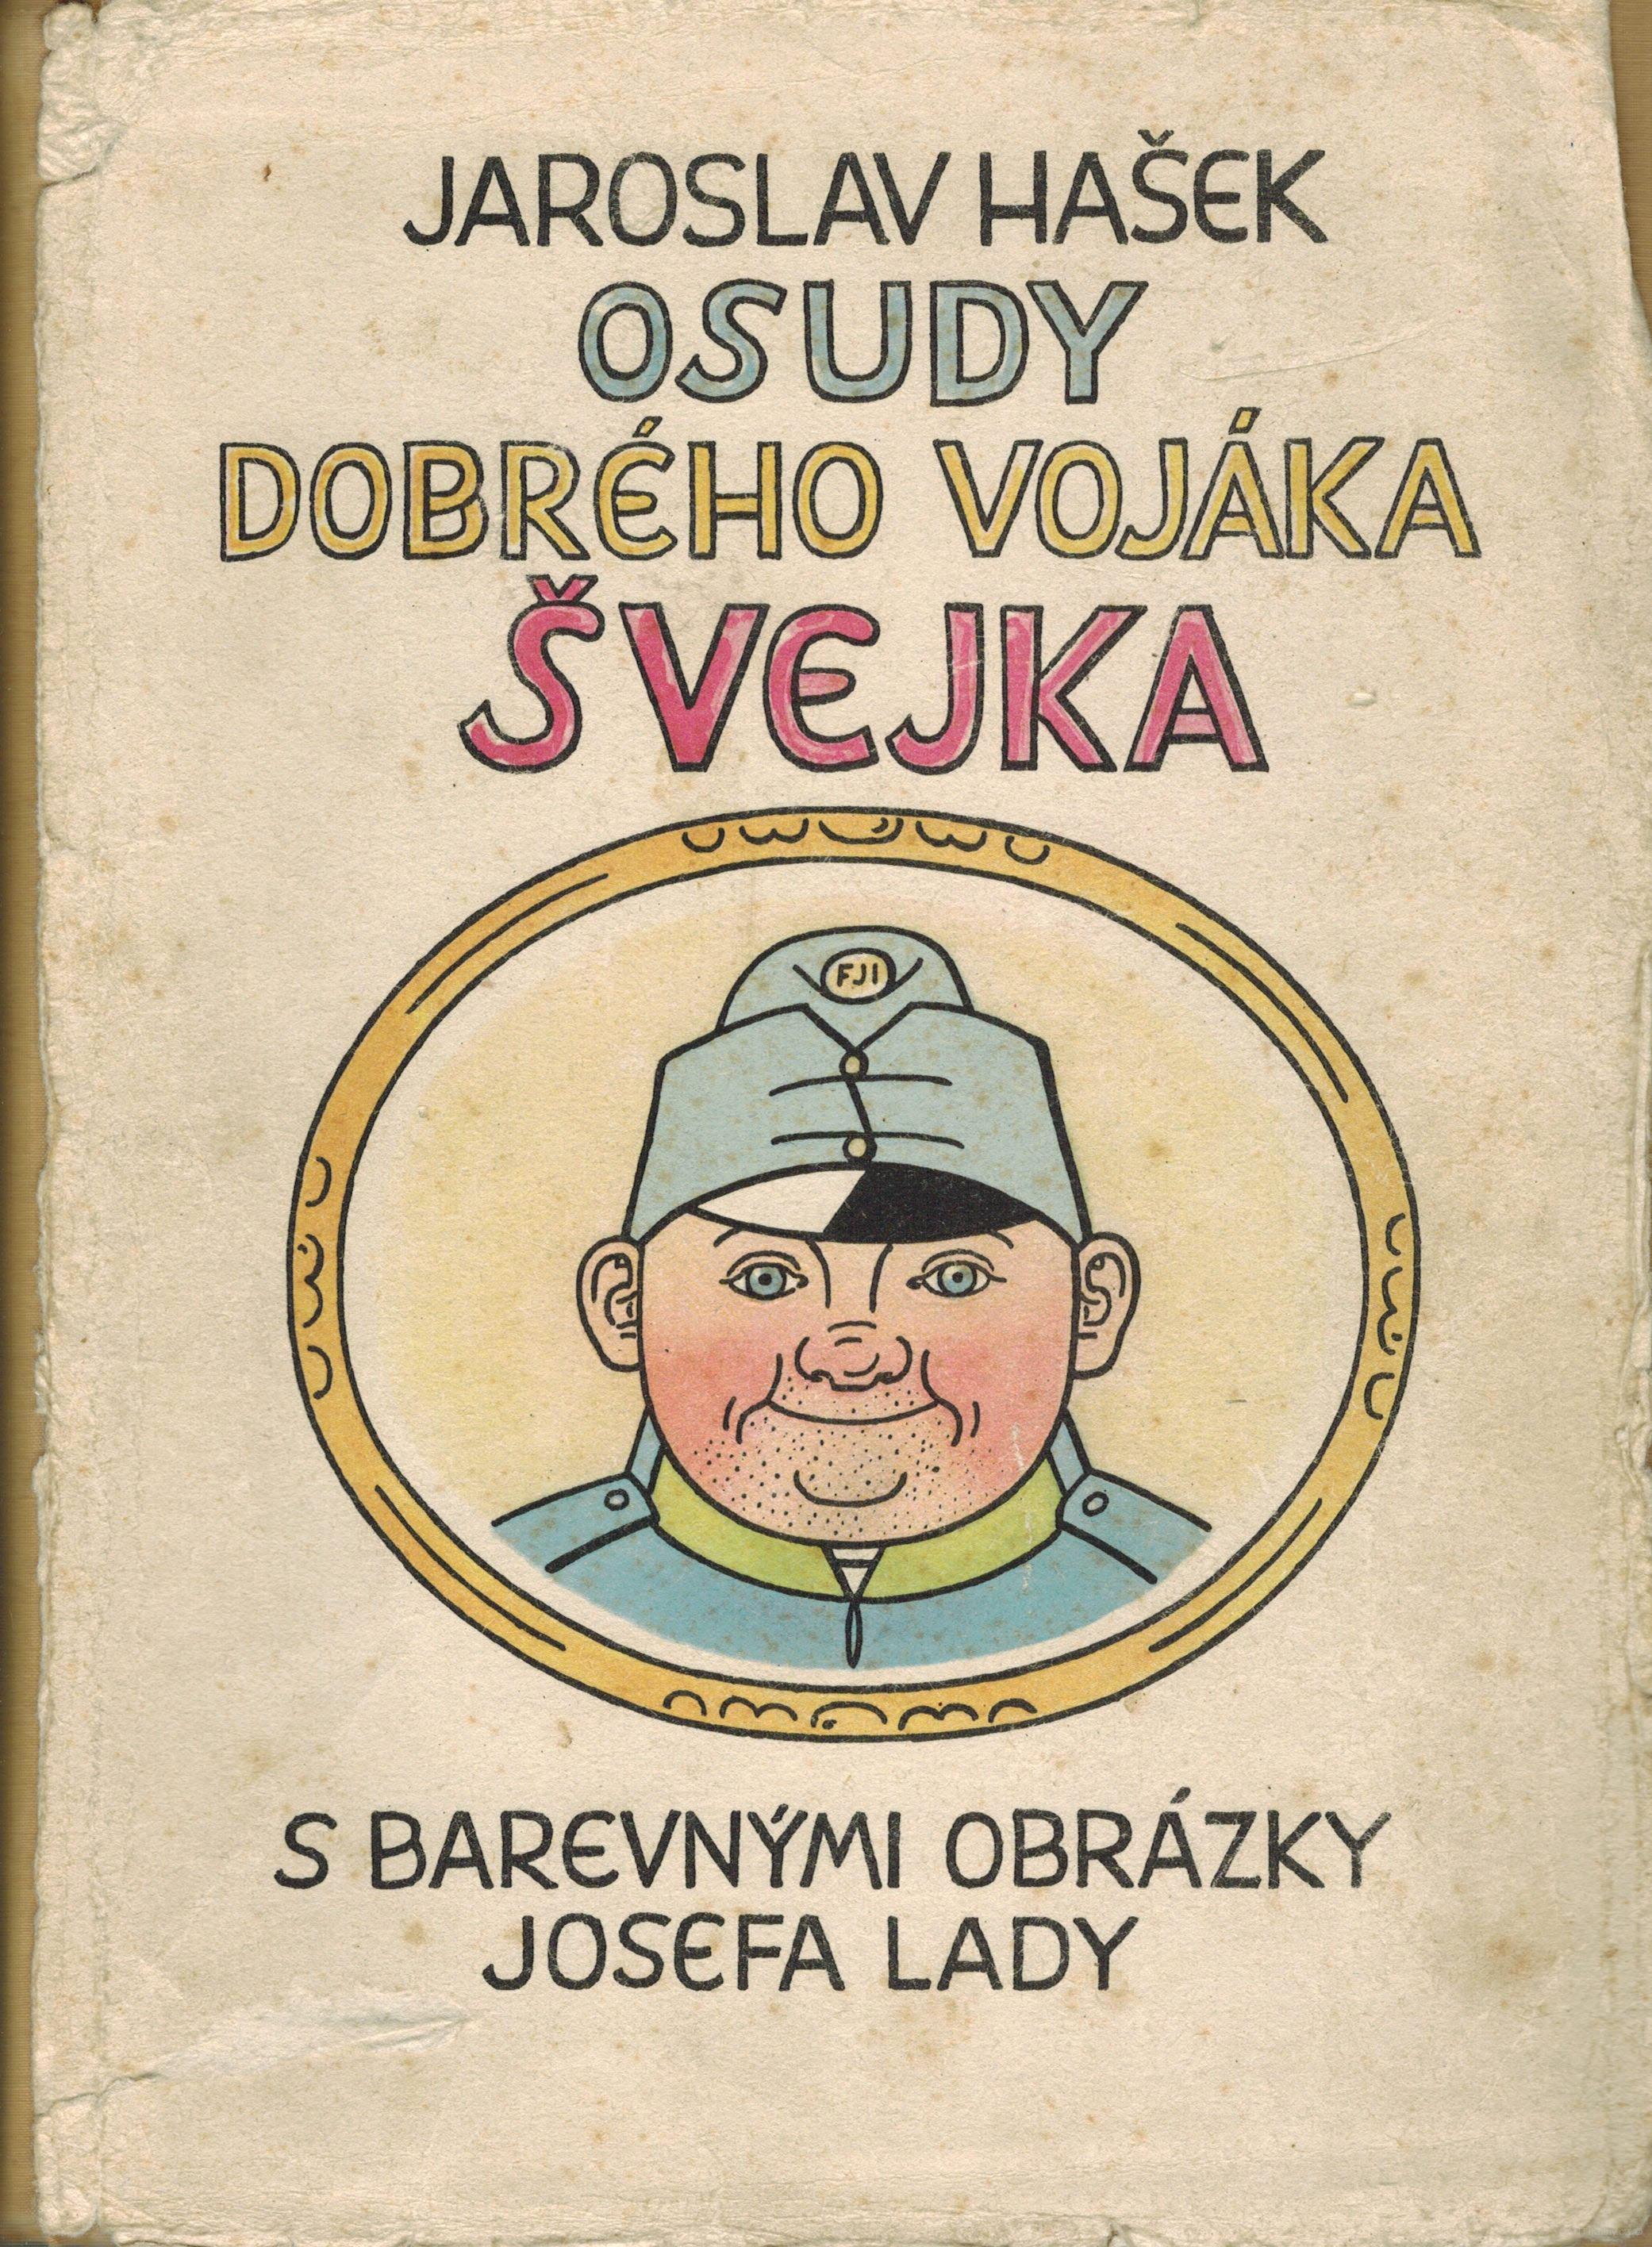 JAROSLAV HAŠEK
OSUDY
DOBRÉHO VOJÁKA
ŠVEJKA
FJI
S BAREVNÝMI OBRÁZKY
JOSEFA LADY